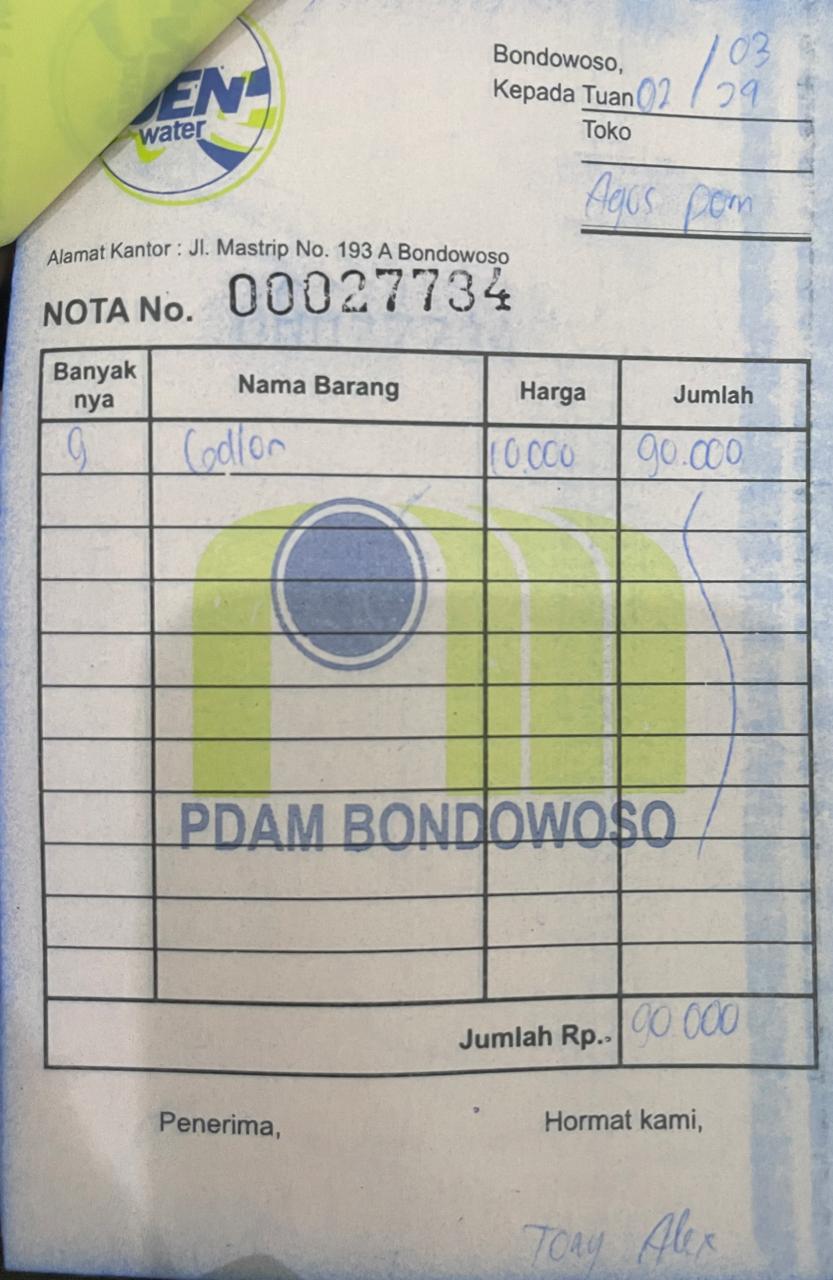 JEN
water
Bondowoso, / 03
Kepada Tuan 02 / 29
Toko
Agus pom
Alamat Kantor : Jl. Mastrip No. 193 A Bondowoso
NOTA No. 00027734
Banyak nya Nama Barang Harga Jumlah
9 Gallon 10.000 90.000
PDAM BONDOWOSO
Jumlah Rp.- 90.000
Penerima, Hormat kami,
Tony Alex